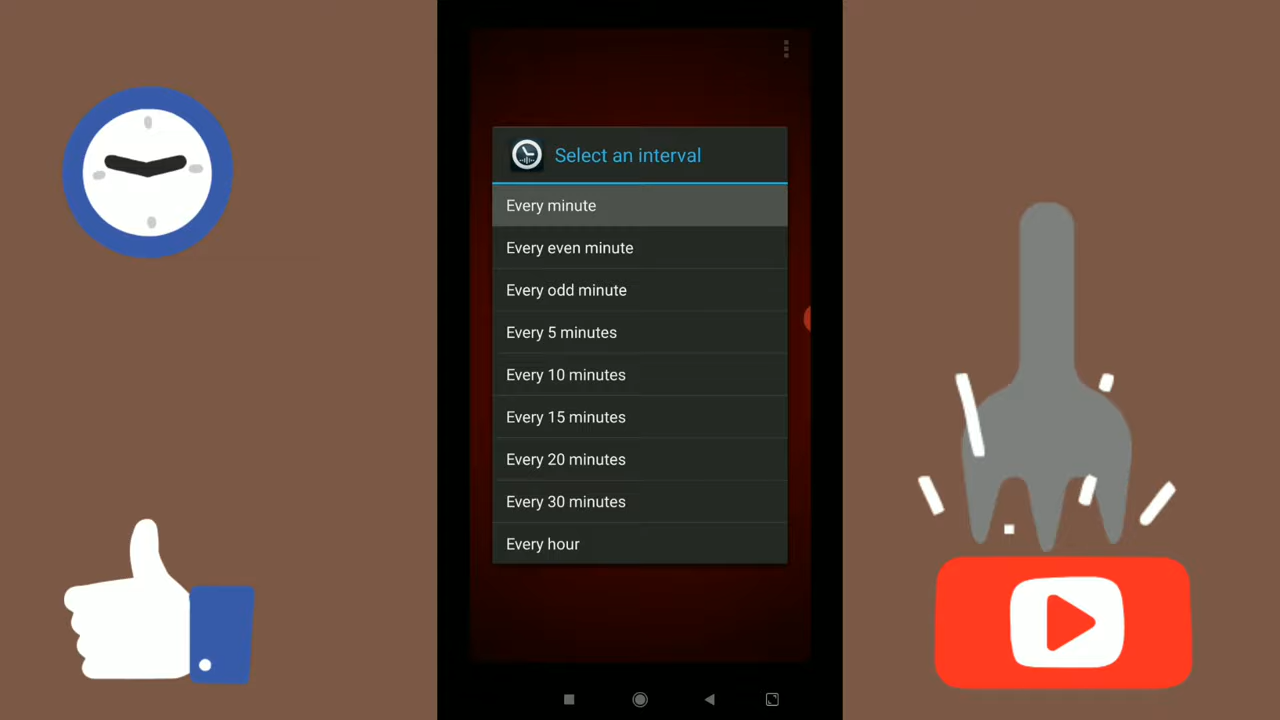 Select an interval
Every minute
Every even minute
Every odd minute
Every 5 minutes
Every 10 minutes
Every 15 minutes
Every 20 minutes
Every 30 minutes
Every hour